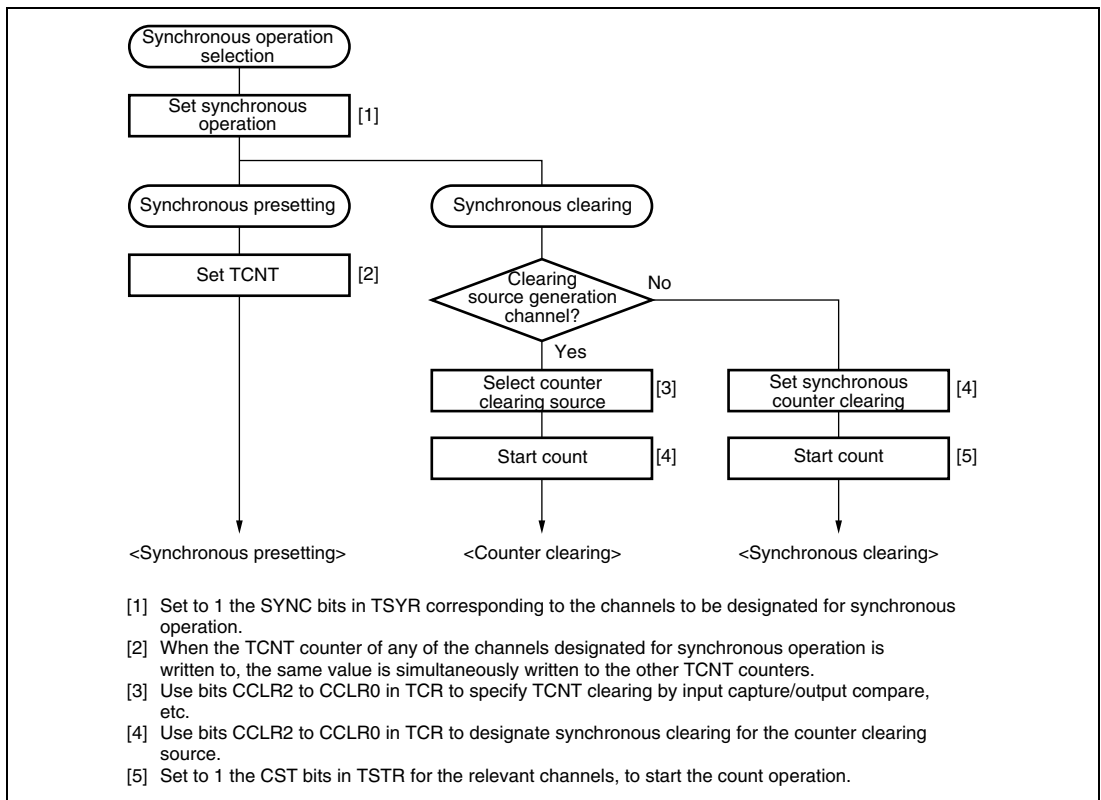 Synchronous operation
selection
Set synchronous
operation
[1]
Synchronous presetting
Synchronous clearing
Set TCNT
[2]
Clearing
source generation
channel?
No
Yes
Select counter
clearing source
[3]
Set synchronous
counter clearing
[4]
Start count
[4]
Start count
[5]
<Synchronous presetting>
<Counter clearing>
<Synchronous clearing>
[1] Set to 1 the SYNC bits in TSYR corresponding to the channels to be designated for synchronous
operation.
[2] When the TCNT counter of any of the channels designated for synchronous operation is
written to, the same value is simultaneously written to the other TCNT counters.
[3] Use bits CCLR2 to CCLR0 in TCR to specify TCNT clearing by input capture/output compare,
etc.
[4] Use bits CCLR2 to CCLR0 in TCR to designate synchronous clearing for the counter clearing
source.
[5] Set to 1 the CST bits in TSTR for the relevant channels, to start the count operation.